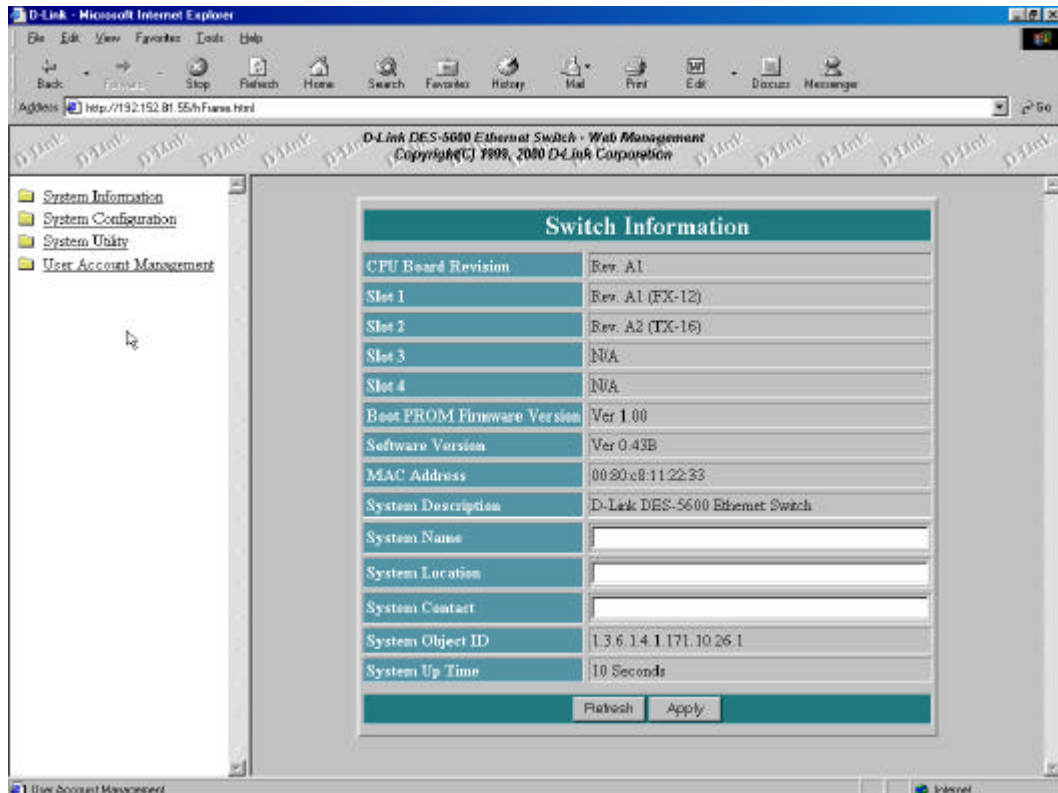 D-Link - Microsoft Internet Explorer
File Edit View Favorites Tools Help
Back Forward Stop Refresh Home Search Favorites History Mail Print Edit Discuss Messenger
Address http://192.152.81.55/hFrame.html Go
D-Link DES-5600 Ethernet Switch - Web Management
Copyright(C) 1999, 2000 D-Link Corporation
System Information
System Configuration
System Utility
User Account Management
Switch Information
CPU Board Revision Rev. A1
Slot 1 Rev. A1 (FX-12)
Slot 2 Rev. A2 (TX-16)
Slot 3 N/A
Slot 4 N/A
Boot PROM Firmware Version Ver 1.00
Software Version Ver 0.43B
MAC Address 00:80:c8:11:22:33
System Description D-Link DES-5600 Ethernet Switch
System Name
System Location
System Contact
System Object ID 1.3.6.1.4.1.171.10.26.1
System Up Time 10 Seconds
Refresh Apply
User Account Management Internet